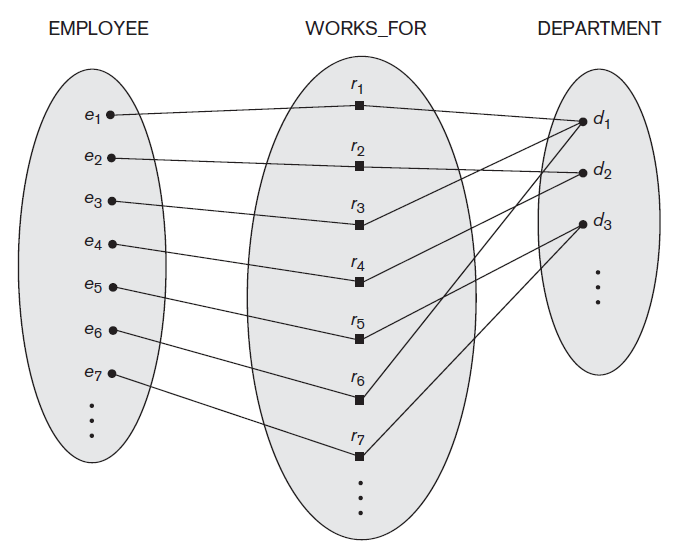 EMPLOYEE WORKS_FOR DEPARTMENT
e1 r1 d1
e2 r2 d2
e3 r3 d3
e4 r4
e5 r5
e6 r6
e7 r7